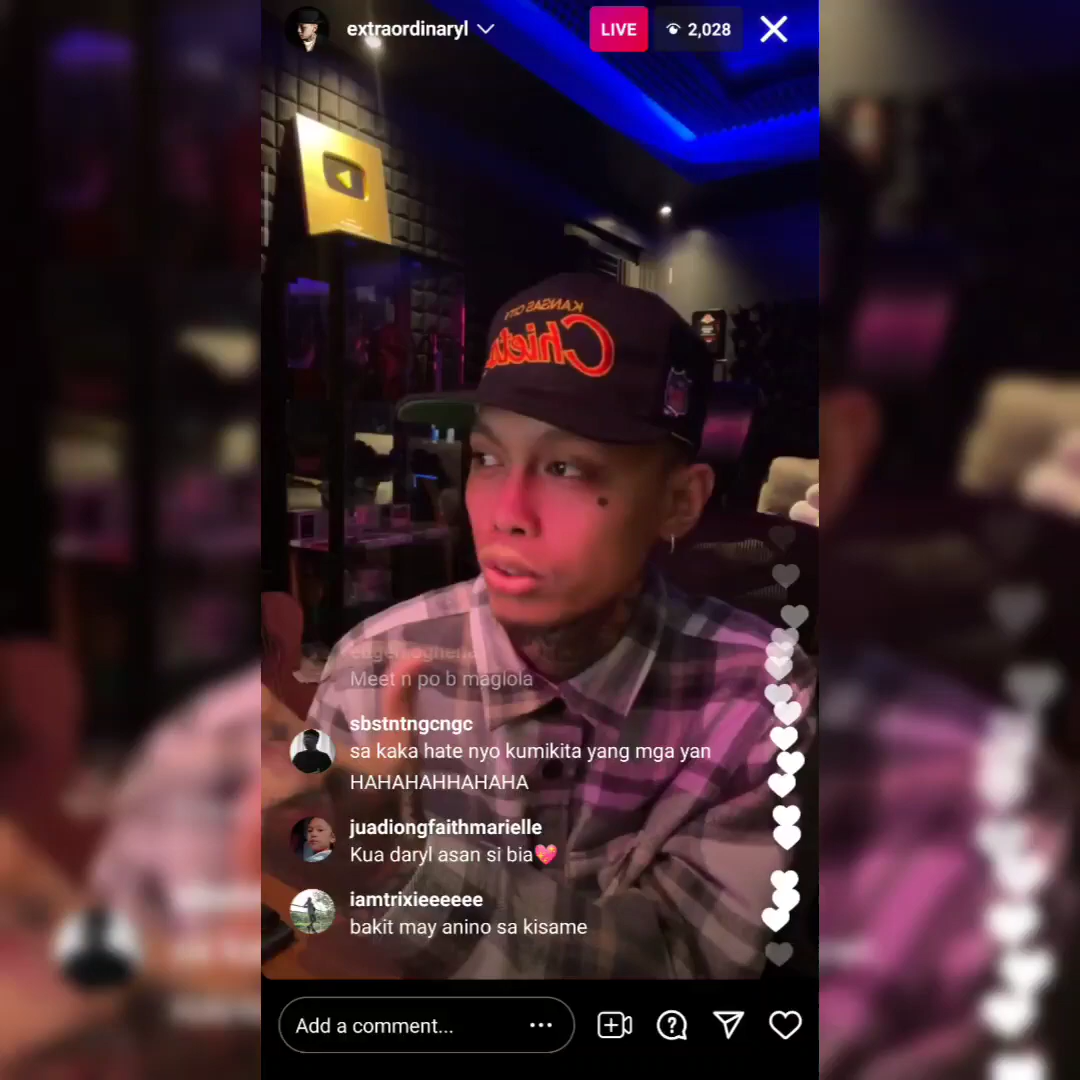 extraordinaryl
LIVE
2,028
KANSAS CITY
Chiefs
Meet n po b maglola
sbstntngcngc
sa kaka hate nyo kumikita yang mga yan
HAHAHAHHAHAHA
juadiongfaithmarielle
Kua daryl asan si bia💖
iamtrixieeeeee
bakit may anino sa kisame
Add a comment...